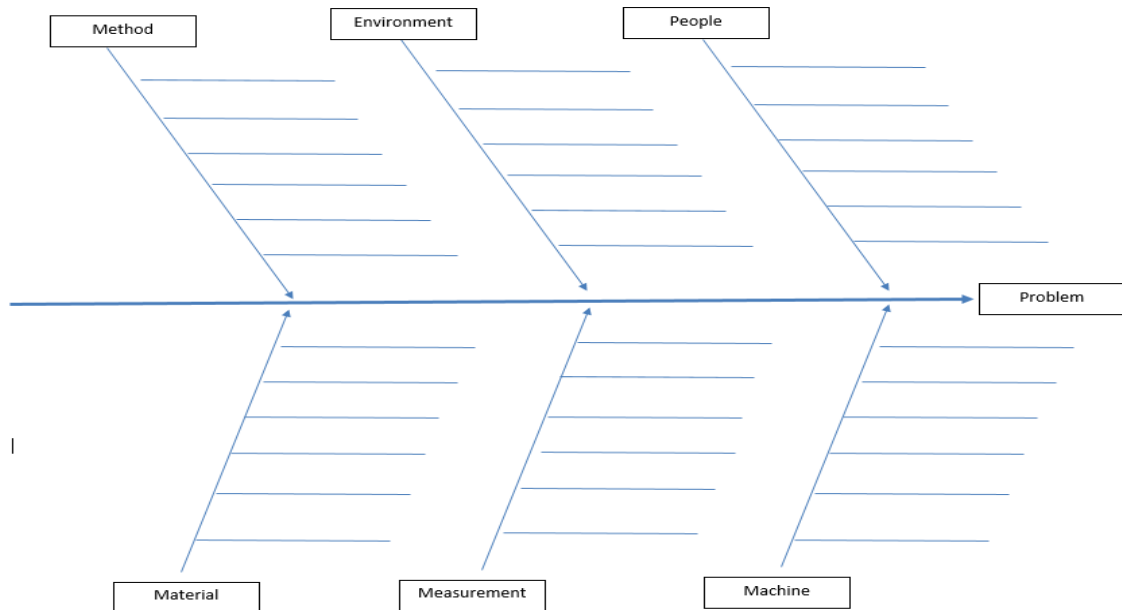 Method
Environment
People
Problem
Material
Measurement
Machine